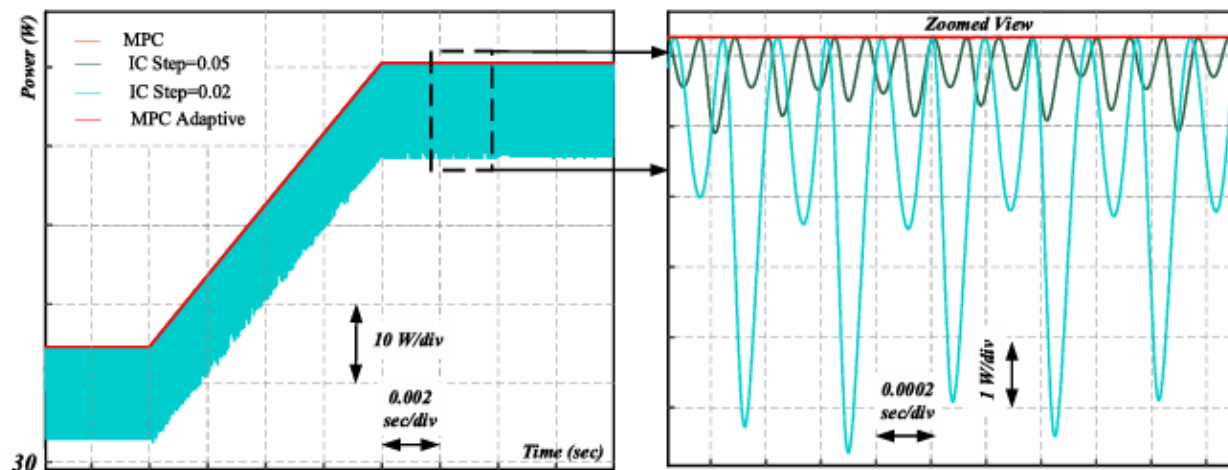 Power (W)
MPC
IC Step=0.05
IC Step=0.02
MPC Adaptive
10 W/div
0.002
sec/div
30
Time (sec)
Zoomed View
0.0002
sec/div
1 W/div